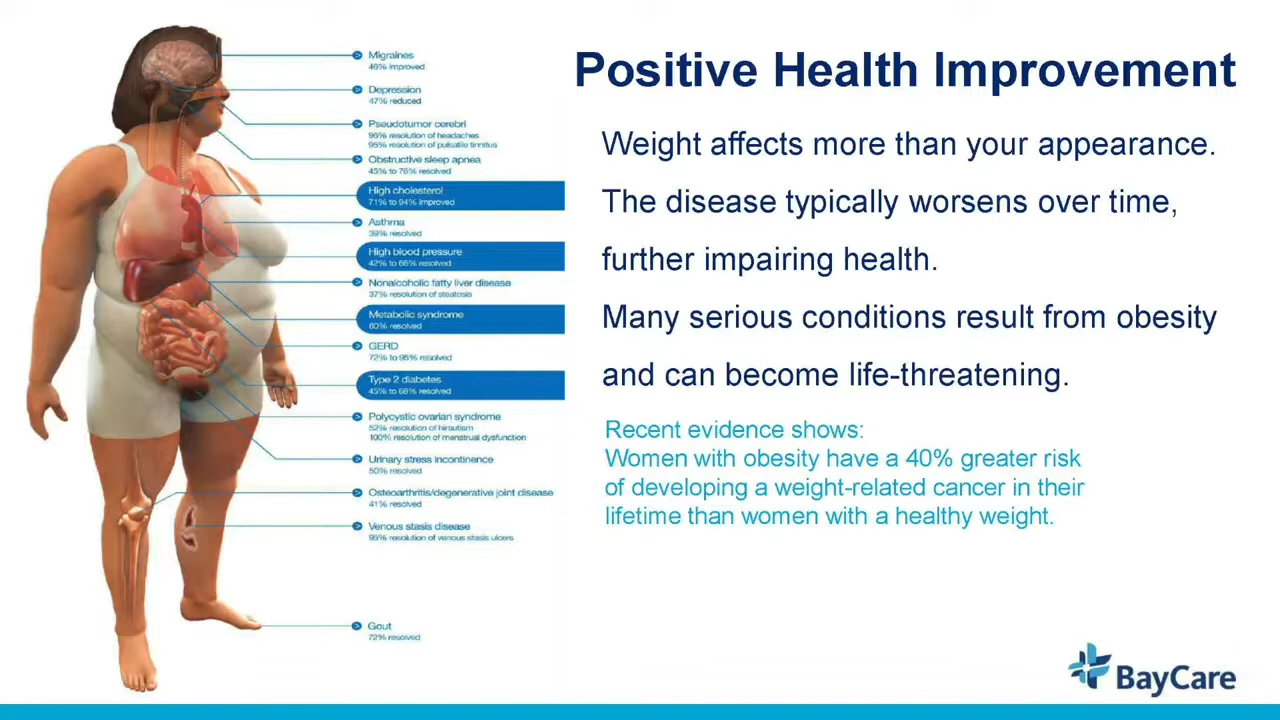 Positive Health Improvement
Migraines
46% improved
Depression
47% reduced
Pseudotumor cerebri
96% resolution of headaches
95% resolution of pulsatile tinnitus
Obstructive sleep apnea
45% to 76% resolved
High cholesterol
71% to 94% improved
Asthma
39% resolved
High blood pressure
42% to 66% resolved
Nonalcoholic fatty liver disease
37% resolution of steatosis
Metabolic syndrome
80% resolved
GERD
72% to 95% resolved
Type 2 diabetes
45% to 68% resolved
Polycystic ovarian syndrome
52% resolution of hirsutism
100% resolution of menstrual dysfunction
Urinary stress incontinence
50% resolved
Osteoarthritis/degenerative joint disease
41% resolved
Venous stasis disease
95% resolution of venous stasis ulcers
Gout
72% resolved
Weight affects more than your appearance.
The disease typically worsens over time,
further impairing health.
Many serious conditions result from obesity
and can become life-threatening.
Recent evidence shows:
Women with obesity have a 40% greater risk
of developing a weight-related cancer in their
lifetime than women with a healthy weight.
BayCare